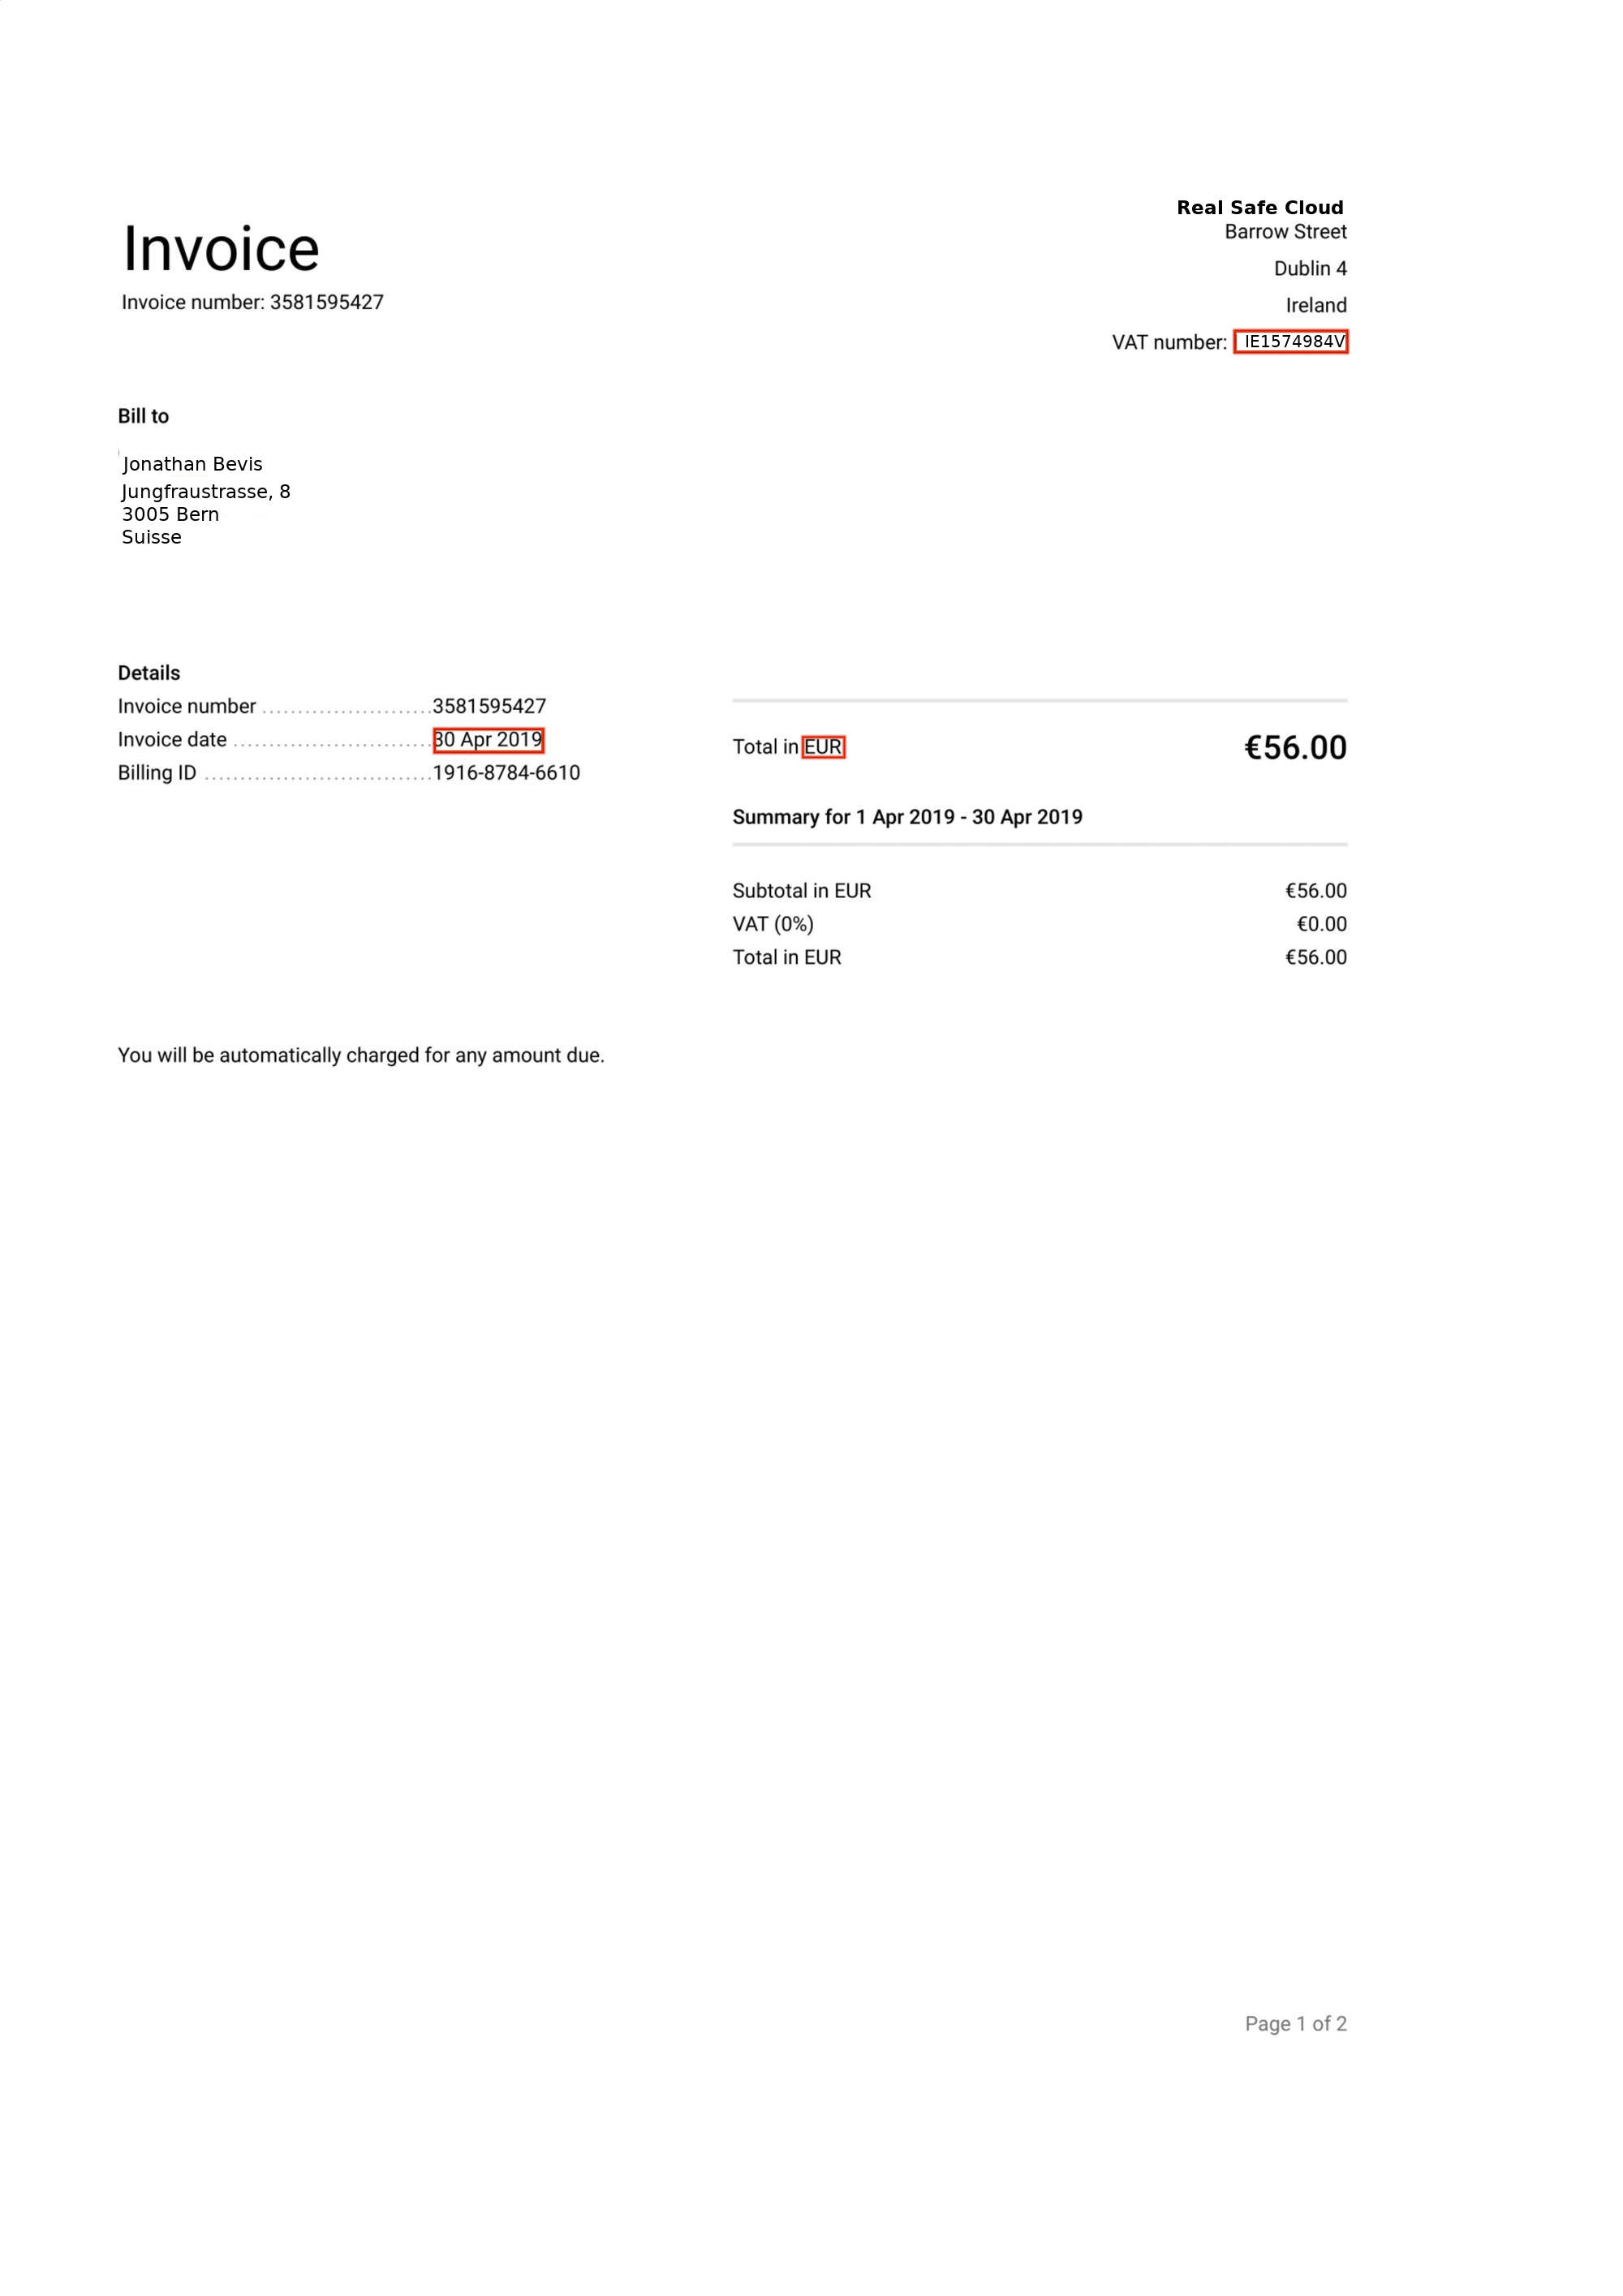 Real Safe Cloud
Barrow Street
Dublin 4
Ireland
VAT number: IE1574984V
Invoice
Invoice number: 3581595427
Bill to
Jonathan Bevis
Jungfraustrasse, 8
3005 Bern
Suisse
Details
Invoice number ........................3581595427
Invoice date ............................30 Apr 2019
Billing ID ................................1916-8784-6610
Total in EUR €56.00
Summary for 1 Apr 2019 - 30 Apr 2019
Subtotal in EUR €56.00
VAT (0%) €0.00
Total in EUR €56.00
You will be automatically charged for any amount due.
Page 1 of 2